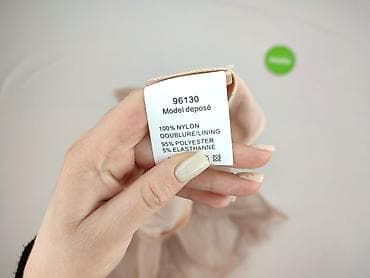 96130
Model deposé
100% NYLON
DOUBLURE/LINING
95% POLYESTER
5% ELASTHANNE